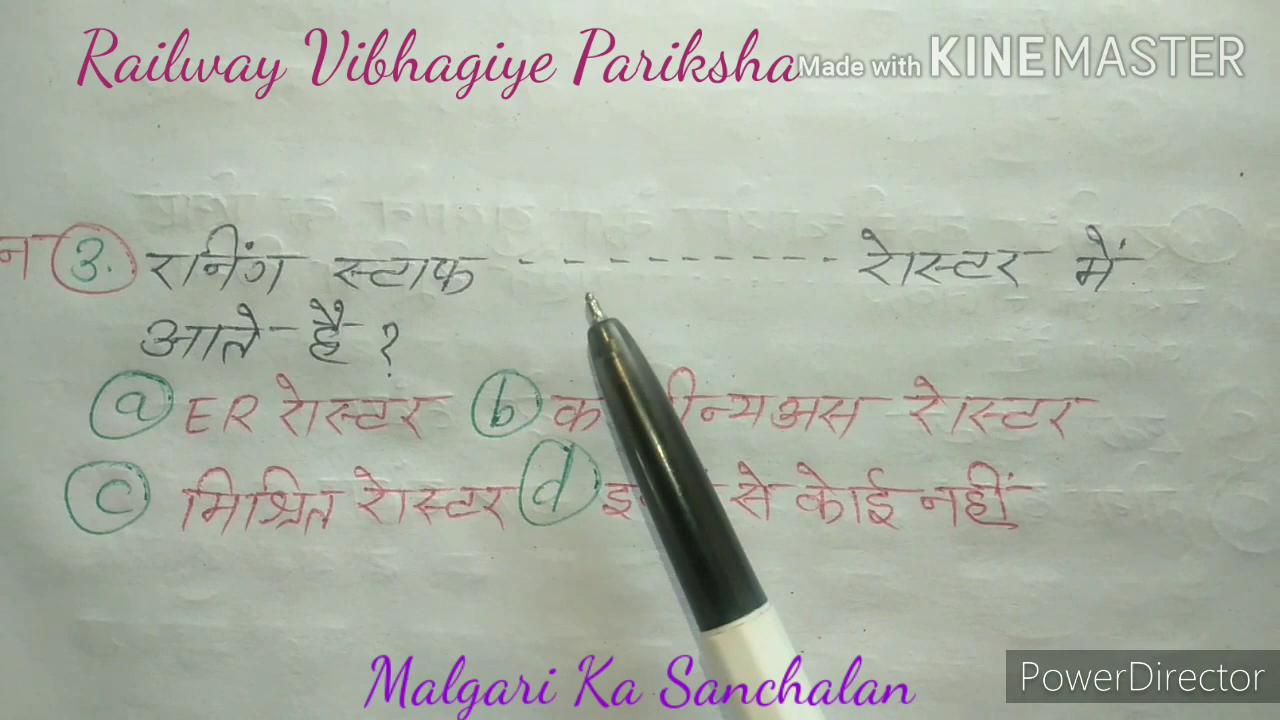 Railway Vibhagiye Pariksha
Made with KINEMASTER
न 3. रनिंग स्टाफ - - - - - - - - - - रोस्टर में
आते है ?
a ER रोस्टर b रोस्टर
c मिश्रित रोस्टर d से कोई नहीं
Malgari Ka Sanchalan
PowerDirector